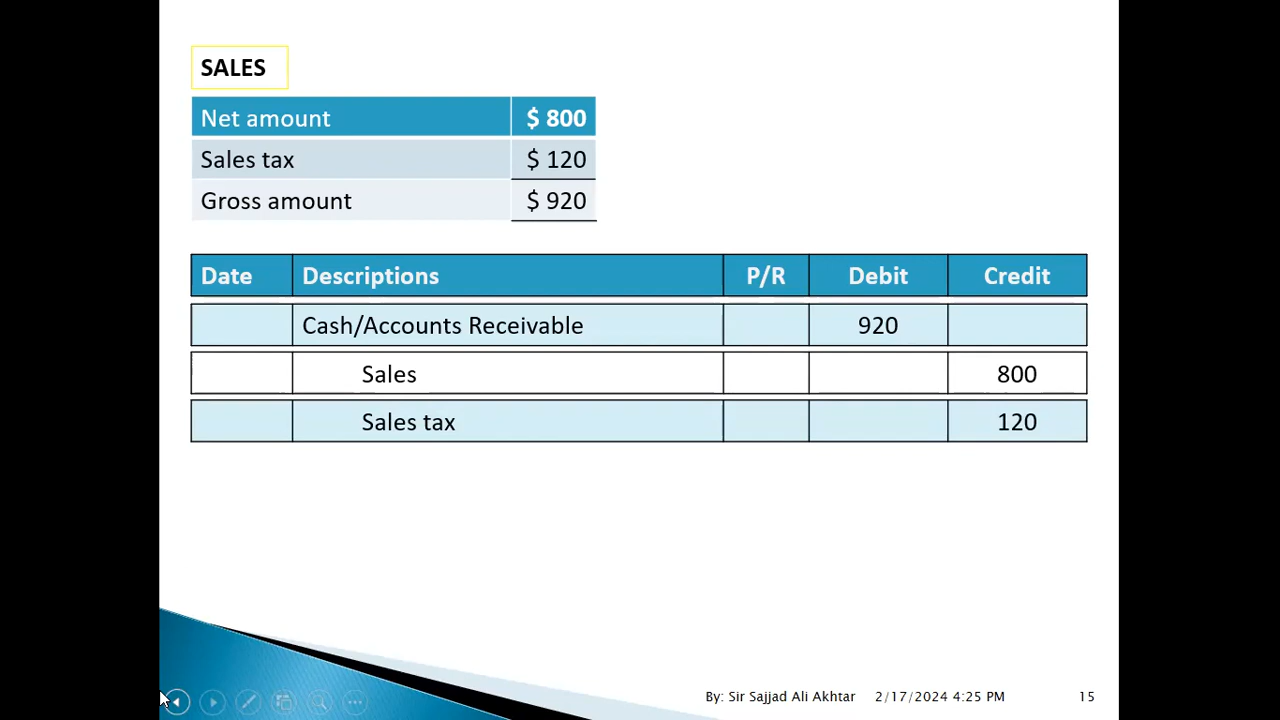 SALES
Net amount $ 800
Sales tax $ 120
Gross amount $ 920
Date Descriptions P/R Debit Credit
Cash/Accounts Receivable 920
Sales 800
Sales tax 120
By: Sir Sajjad Ali Akhtar 2/17/2024 4:25 PM 15